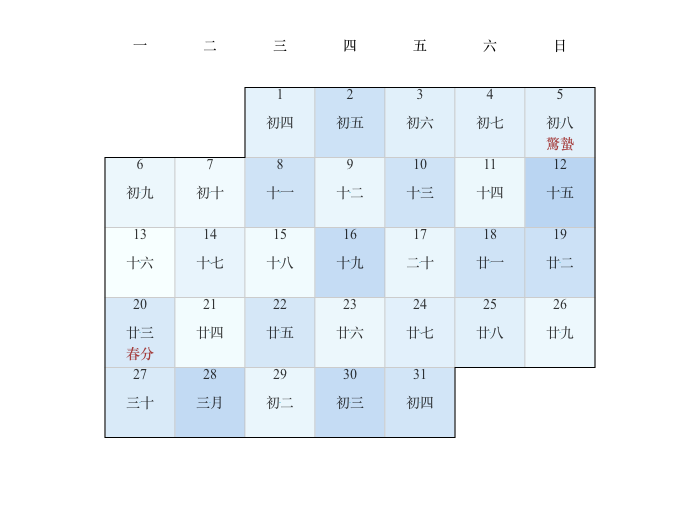 一 二 三 四 五 六 日
1 2 3 4 5
初四 初五 初六 初七 初八
驚蟄
6 7 8 9 10 11 12
初九 初十 十一 十二 十三 十四 十五
13 14 15 16 17 18 19
十六 十七 十八 十九 二十 廿一 廿二
20 21 22 23 24 25 26
廿三 廿四 廿五 廿六 廿七 廿八 廿九
春分
27 28 29 30 31
三十 三月 初二 初三 初四